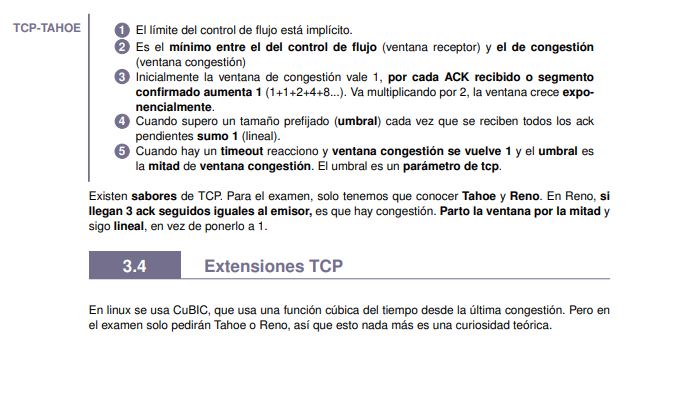 TCP-TAHOE
1 El límite del control de flujo está implícito.
2 Es el mínimo entre el del control de flujo (ventana receptor) y el de congestión
(ventana congestión)
3 Inicialmente la ventana de congestión vale 1, por cada ACK recibido o segmento
confirmado aumenta 1 (1+1+2+4+8...). Va multiplicando por 2, la ventana crece expo-
nencialmente.
4 Cuando supero un tamaño prefijado (umbral) cada vez que se reciben todos los ack
pendientes sumo 1 (lineal).
5 Cuando hay un timeout reacciono y ventana congestión se vuelve 1 y el umbral es
la mitad de ventana congestión. El umbral es un parámetro de tcp.
Existen sabores de TCP. Para el examen, solo tenemos que conocer Tahoe y Reno. En Reno, si
llegan 3 ack seguidos iguales al emisor, es que hay congestión. Parto la ventana por la mitad y
sigo lineal, en vez de ponerlo a 1.
3.4 Extensiones TCP
En linux se usa CuBIC, que usa una función cúbica del tiempo desde la última congestión. Pero en
el examen solo pedirán Tahoe o Reno, así que esto nada más es una curiosidad teórica.